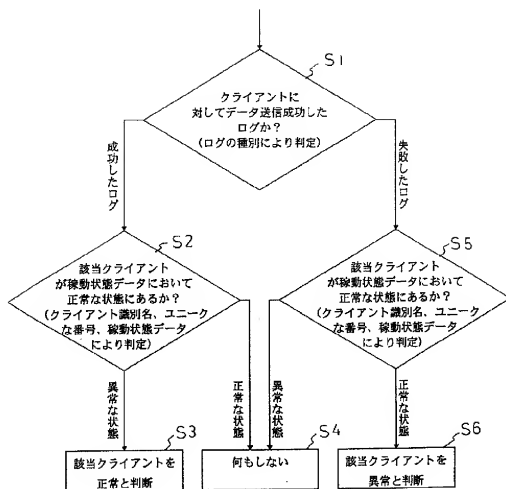 S1
クライアントに
対してデータ送信成功した
ログか？
(ログの種別により判定)
成功したログ
失敗したログ
S2
該当クライアント
が稼動状態データにおいて
正常な状態にあるか？
(クライアント識別名、ユニーク
な番号、稼動状態データ
により判定)
S5
該当クライアント
が稼動状態データにおいて
正常な状態にあるか？
(クライアント識別名、ユニーク
な番号、稼動状態データ
により判定)
異常な状態
正常な状態
異常な状態
正常な状態
S3
該当クライアントを
正常と判断
S4
何もしない
S6
該当クライアントを
異常と判断